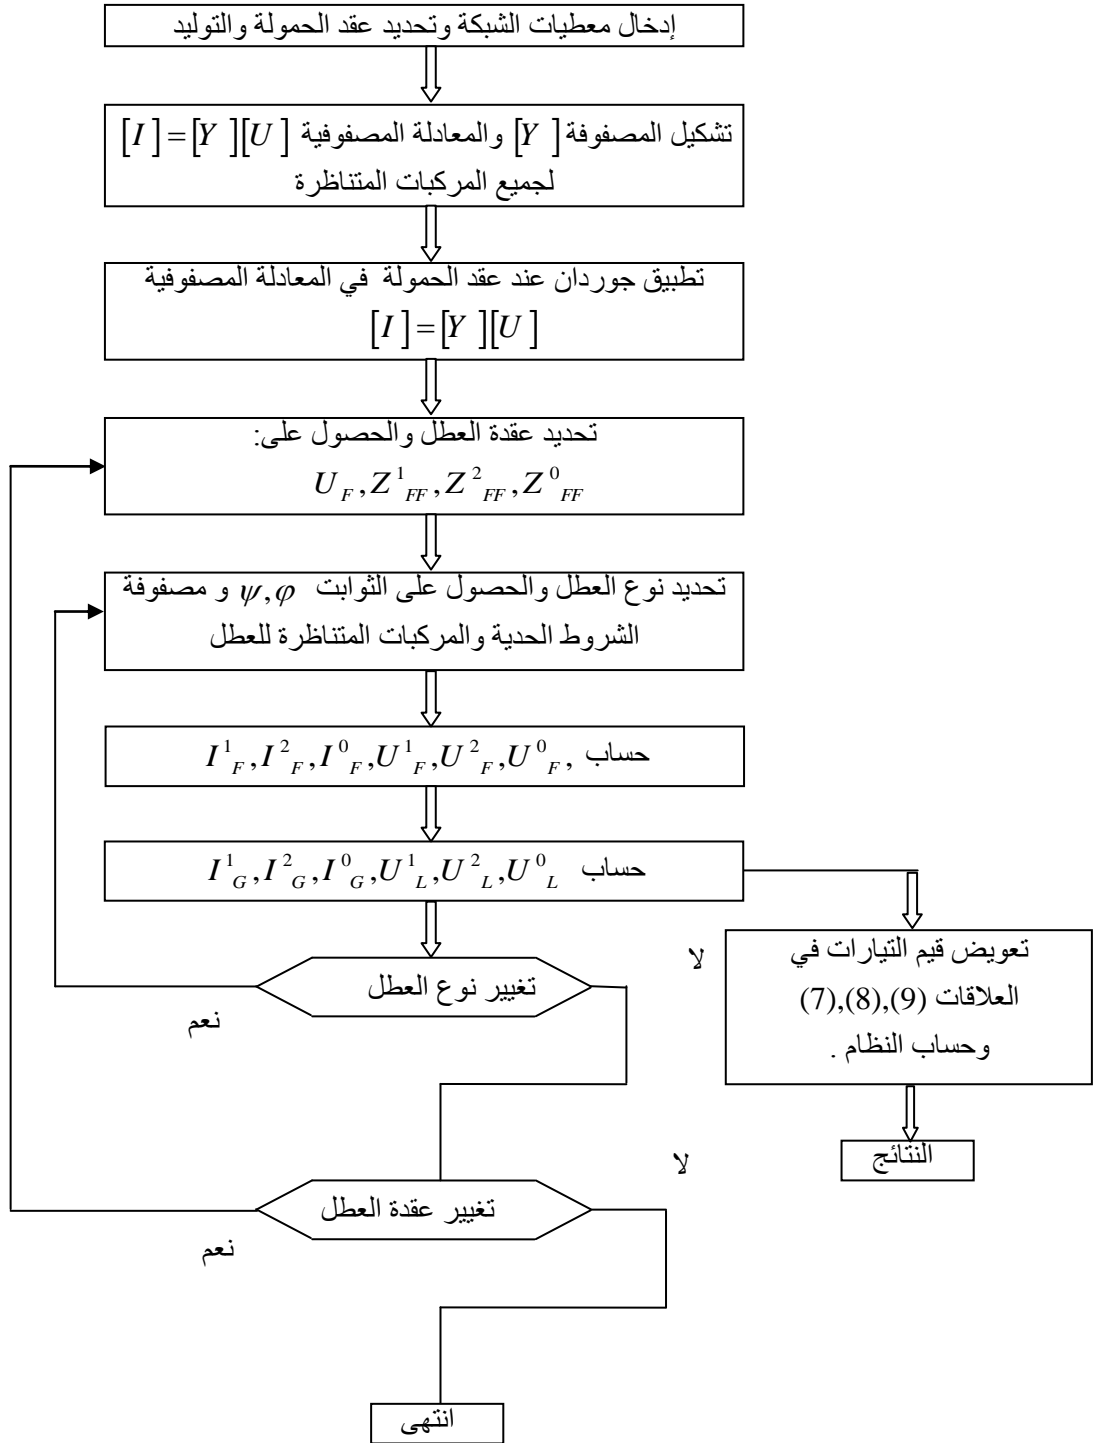 إدخال معطيات الشبكة وتحديد عقد الحمولة والتوليد
تشكيل المصفوفة [Y] والمعادلة المصفوفية [I]=[Y][U]
لجميع المركبات المتناظرة
تطبيق جوردان عند عقد الحمولة في المعادلة المصفوفية
[I]=[Y][U]
تحديد عقدة العطل والحصول على:
U_F, Z^1_FF, Z^2_FF, Z^0_FF
تحديد نوع العطل والحصول على الثوابت ψ,φ و مصفوفة
الشروط الحدية والمركبات المتناظرة للعطل
حساب I^1_F, I^2_F, I^0_F, U^1_F, U^2_F, U^0_F,
حساب I^1_G, I^2_G, I^0_G, U^1_L, U^2_L, U^0_L
تغيير نوع العطل
لا
نعم
تعويض قيم التيارات في
العلاقات (9),(8),(7)
وحساب النظام .
النتائج
تغيير عقدة العطل
لا
نعم
انتهى